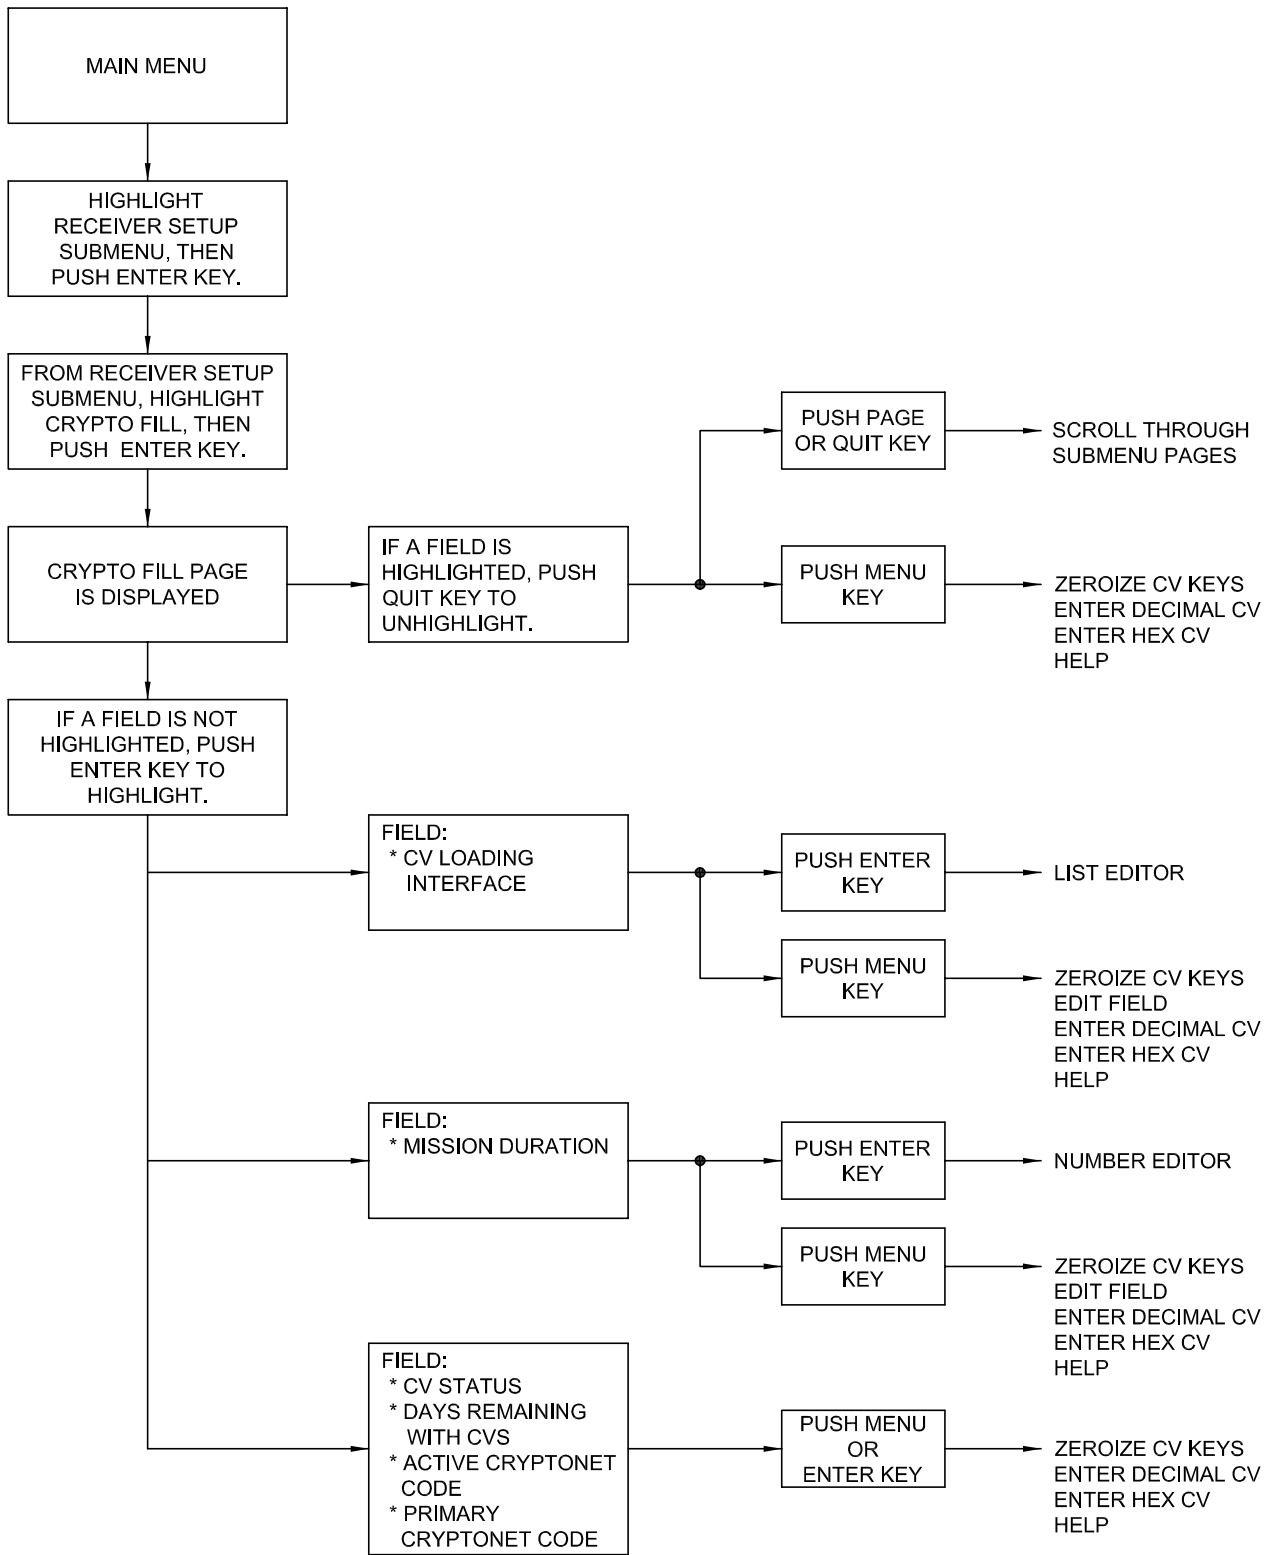 MAIN MENU
HIGHLIGHT
RECEIVER SETUP
SUBMENU, THEN
PUSH ENTER KEY.
FROM RECEIVER SETUP
SUBMENU, HIGHLIGHT
CRYPTO FILL, THEN
PUSH ENTER KEY.
CRYPTO FILL PAGE
IS DISPLAYED
IF A FIELD IS
HIGHLIGHTED, PUSH
QUIT KEY TO
UNHIGHLIGHT.
PUSH PAGE
OR QUIT KEY
SCROLL THROUGH
SUBMENU PAGES
PUSH MENU
KEY
ZEROIZE CV KEYS
ENTER DECIMAL CV
ENTER HEX CV
HELP
IF A FIELD IS NOT
HIGHLIGHTED, PUSH
ENTER KEY TO
HIGHLIGHT.
FIELD:
* CV LOADING
INTERFACE
PUSH ENTER
KEY
LIST EDITOR
PUSH MENU
KEY
ZEROIZE CV KEYS
EDIT FIELD
ENTER DECIMAL CV
ENTER HEX CV
HELP
FIELD:
* MISSION DURATION
PUSH ENTER
KEY
NUMBER EDITOR
PUSH MENU
KEY
ZEROIZE CV KEYS
EDIT FIELD
ENTER DECIMAL CV
ENTER HEX CV
HELP
FIELD:
* CV STATUS
* DAYS REMAINING
WITH CVS
* ACTIVE CRYPTONET
CODE
* PRIMARY
CRYPTONET CODE
PUSH MENU
OR
ENTER KEY
ZEROIZE CV KEYS
ENTER DECIMAL CV
ENTER HEX CV
HELP